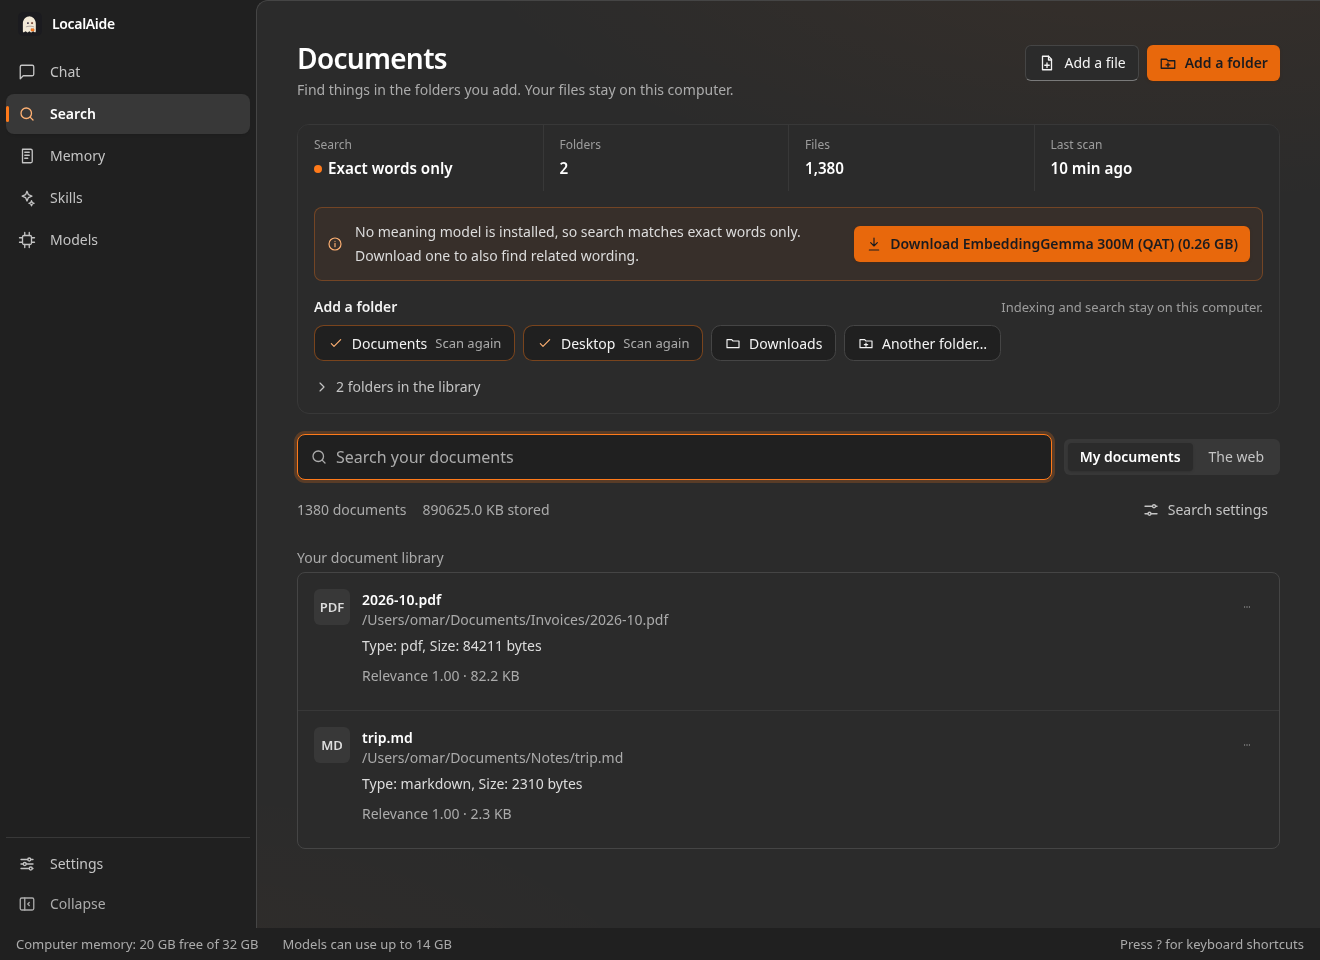 LocalAide
Chat
Search
Memory
Skills
Models
Settings
Collapse
Documents
Find things in the folders you add. Your files stay on this computer.
Add a file
Add a folder
Search
Exact words only
Folders
2
Files
1,380
Last scan
10 min ago
No meaning model is installed, so search matches exact words only.
Download one to also find related wording.
Download EmbeddingGemma 300M (QAT) (0.26 GB)
Add a folder
Indexing and search stay on this computer.
Documents Scan again
Desktop Scan again
Downloads
Another folder...
2 folders in the library
Search your documents
My documents
The web
1380 documents 890625.0 KB stored
Search settings
Your document library
PDF
2026-10.pdf
/Users/omar/Documents/Invoices/2026-10.pdf
Type: pdf, Size: 84211 bytes
Relevance 1.00 · 82.2 KB
MD
trip.md
/Users/omar/Documents/Notes/trip.md
Type: markdown, Size: 2310 bytes
Relevance 1.00 · 2.3 KB
Computer memory: 20 GB free of 32 GB
Models can use up to 14 GB
Press ? for keyboard shortcuts